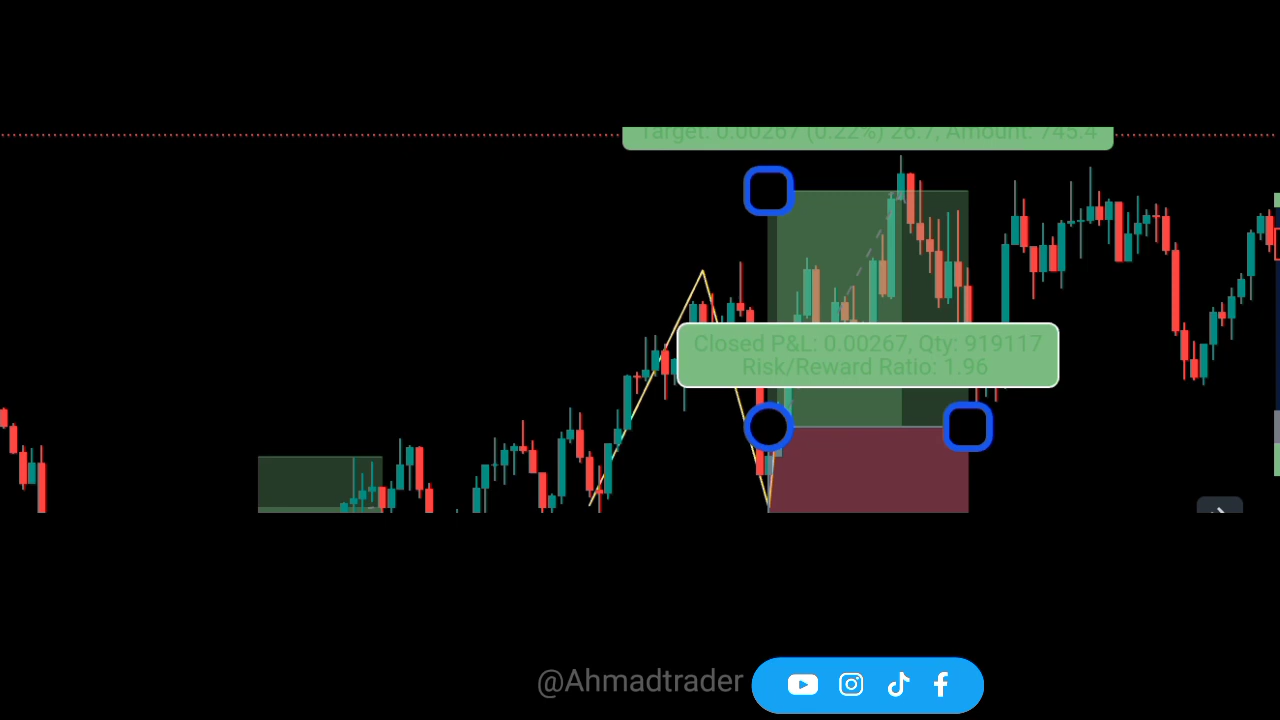 Target: 0.00267 (0.22%) 26.7, Amount: 745.4
Closed P&L: 0.00267, Qty: 919117
Risk/Reward Ratio: 1.96
@Ahmadtrader